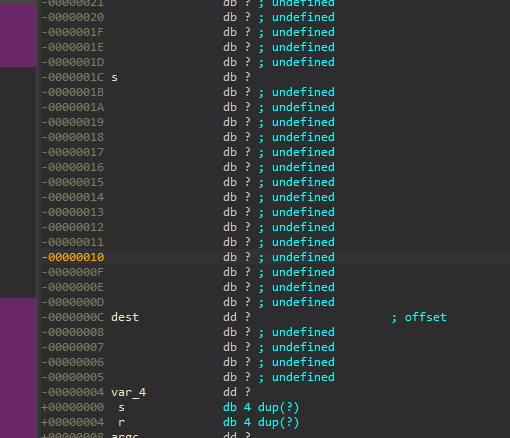 -00000021 db ? ; undefined
-00000020 db ? ; undefined
-0000001F db ? ; undefined
-0000001E db ? ; undefined
-0000001D db ? ; undefined
-0000001C s db ?
-0000001B db ? ; undefined
-0000001A db ? ; undefined
-00000019 db ? ; undefined
-00000018 db ? ; undefined
-00000017 db ? ; undefined
-00000016 db ? ; undefined
-00000015 db ? ; undefined
-00000014 db ? ; undefined
-00000013 db ? ; undefined
-00000012 db ? ; undefined
-00000011 db ? ; undefined
-00000010 db ? ; undefined
-0000000F db ? ; undefined
-0000000E db ? ; undefined
-0000000D db ? ; undefined
-0000000C dest dd ? ; offset
-00000008 db ? ; undefined
-00000007 db ? ; undefined
-00000006 db ? ; undefined
-00000005 db ? ; undefined
-00000004 var_4 dd ?
+00000000 s db 4 dup(?)
+00000004 r db 4 dup(?)
+00000008 argc dd ?